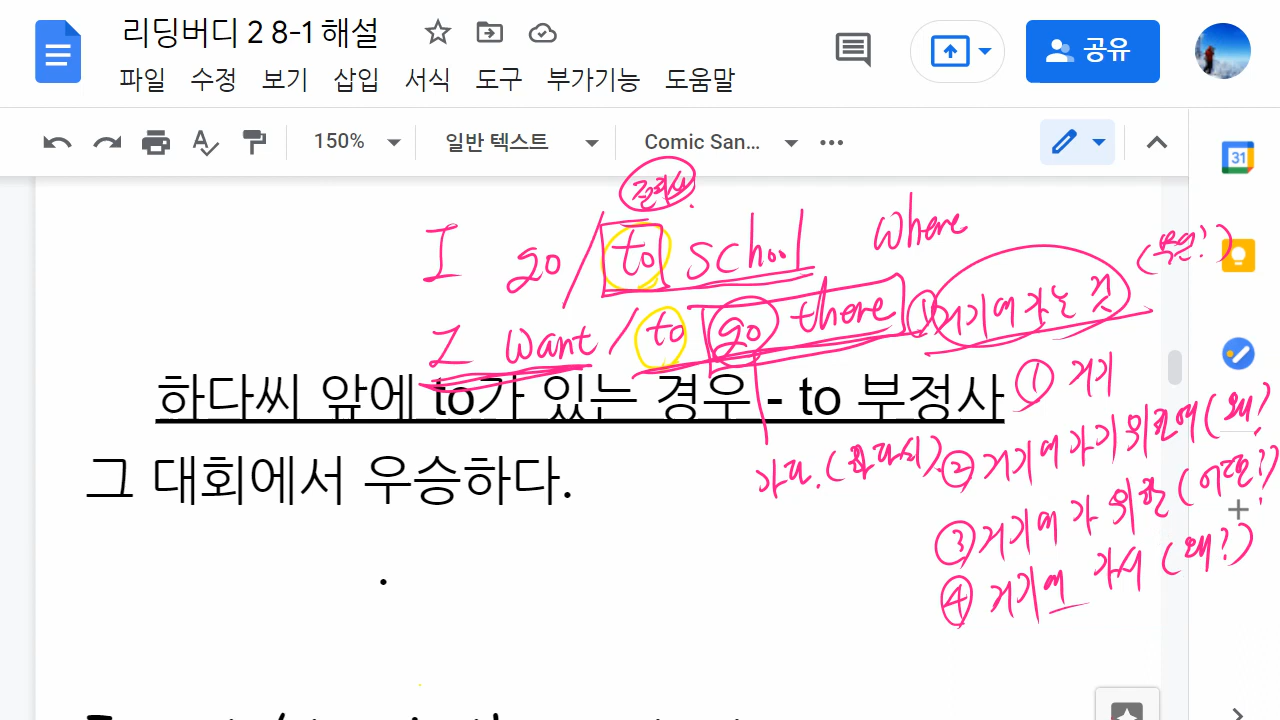 리딩버디 2 8-1 해설
파일 수정 보기 삽입 서식 도구 부가기능 도움말
공유
150% 일반 텍스트 Comic San...
31
전치사.
I go / to school where
I want / to go there ① 거기에 가는 것
하다씨 앞에 to가 있는 경우 - to 부정사
① 거기
가다. (하다씨)
② 거기에 가기 위한에 (왜?
그 대회에서 우승하다.
③ 거기에 가 위한 (어떤?)
④ 거기에 가서 (왜?)